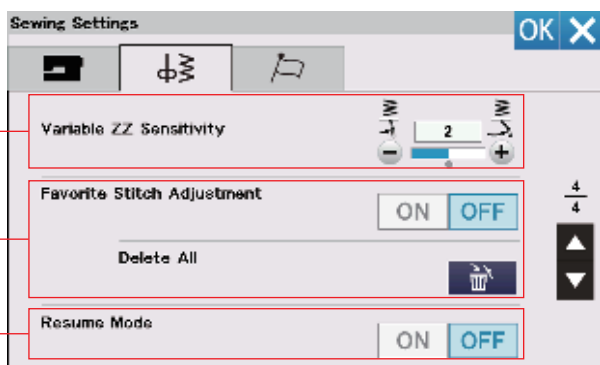 Sewing Settings
OK
Variable ZZ Sensitivity
2
Favorite Stitch Adjustment
ON OFF
4
4
Delete All
Resume Mode
ON OFF